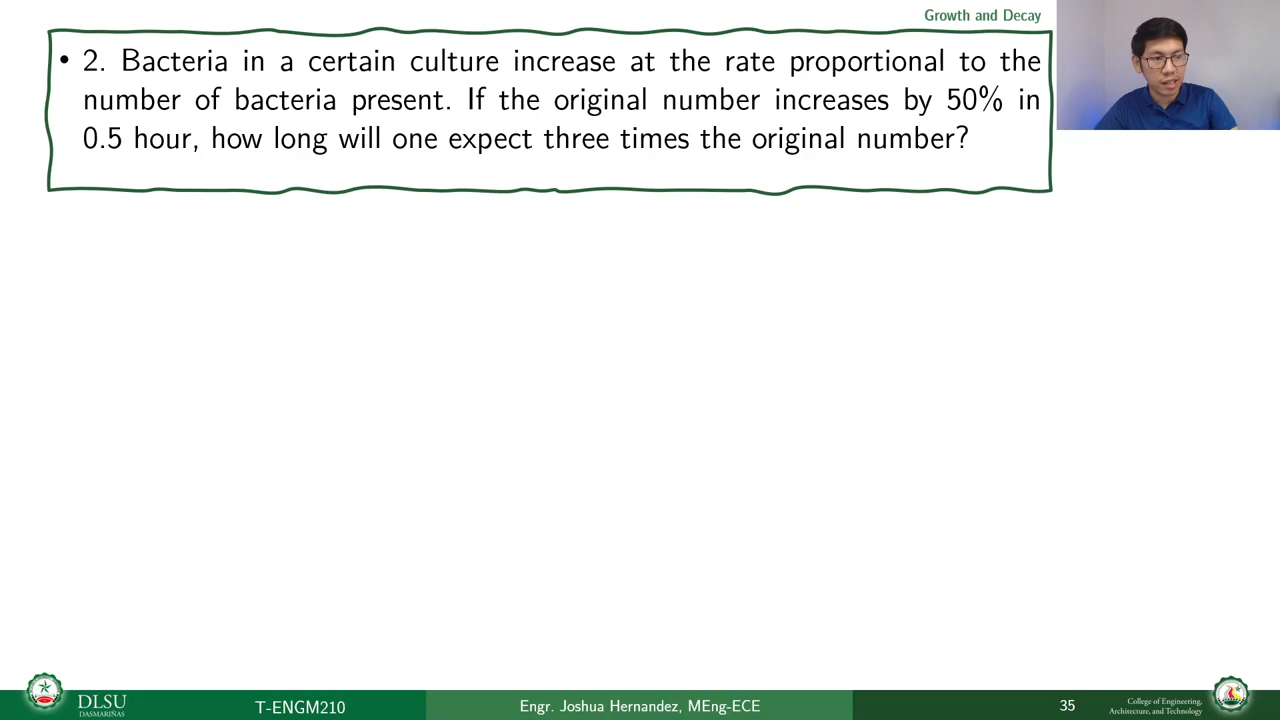 Growth and Decay
• 2. Bacteria in a certain culture increase at the rate proportional to the
number of bacteria present. If the original number increases by 50% in
0.5 hour, how long will one expect three times the original number?
DLSU
DASMARIÑAS
T-ENGM210
Engr. Joshua Hernandez, MEng-ECE
35
College of Engineering,
Architecture, and Technology